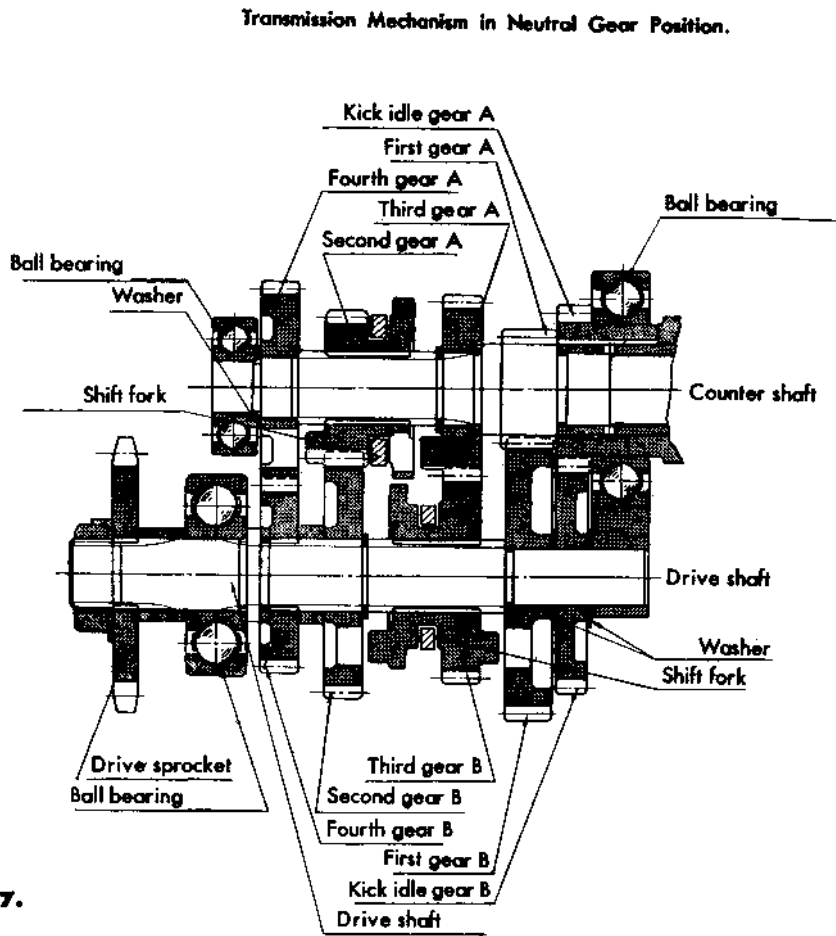 Transmission Mechanism in Neutral Gear Position.
Kick idle gear A
First gear A
Fourth gear A
Third gear A
Ball bearing
Second gear A
Ball bearing
Washer
Shift fork
Counter shaft
Drive shaft
Washer
Shift fork
Drive sprocket
Third gear B
Ball bearing
Second gear B
Fourth gear B
First gear B
Kick idle gear B
7.
Drive shaft